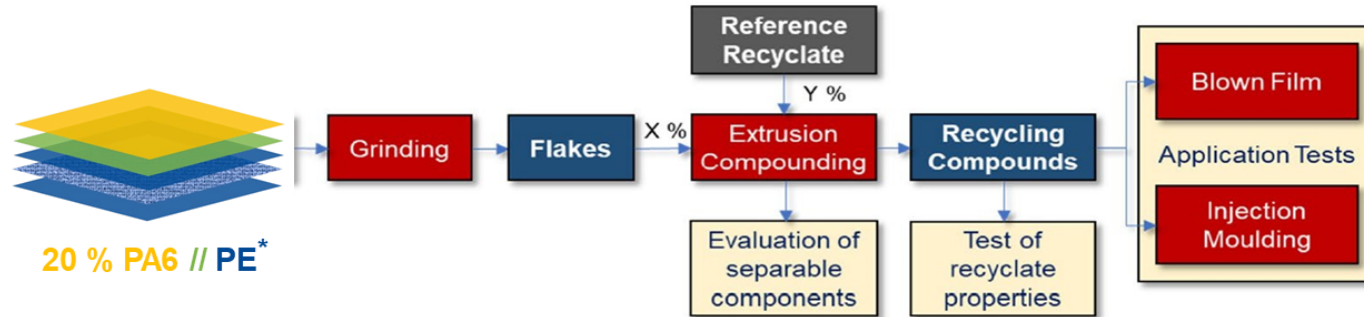 20 % PA6 // PE*
Grinding
Flakes
X %
Reference
Recyclate
Y %
Extrusion
Compounding
Evaluation of
separable
components
Recycling
Compounds
Test of
recyclate
properties
Blown Film
Application Tests
Injection
Moulding